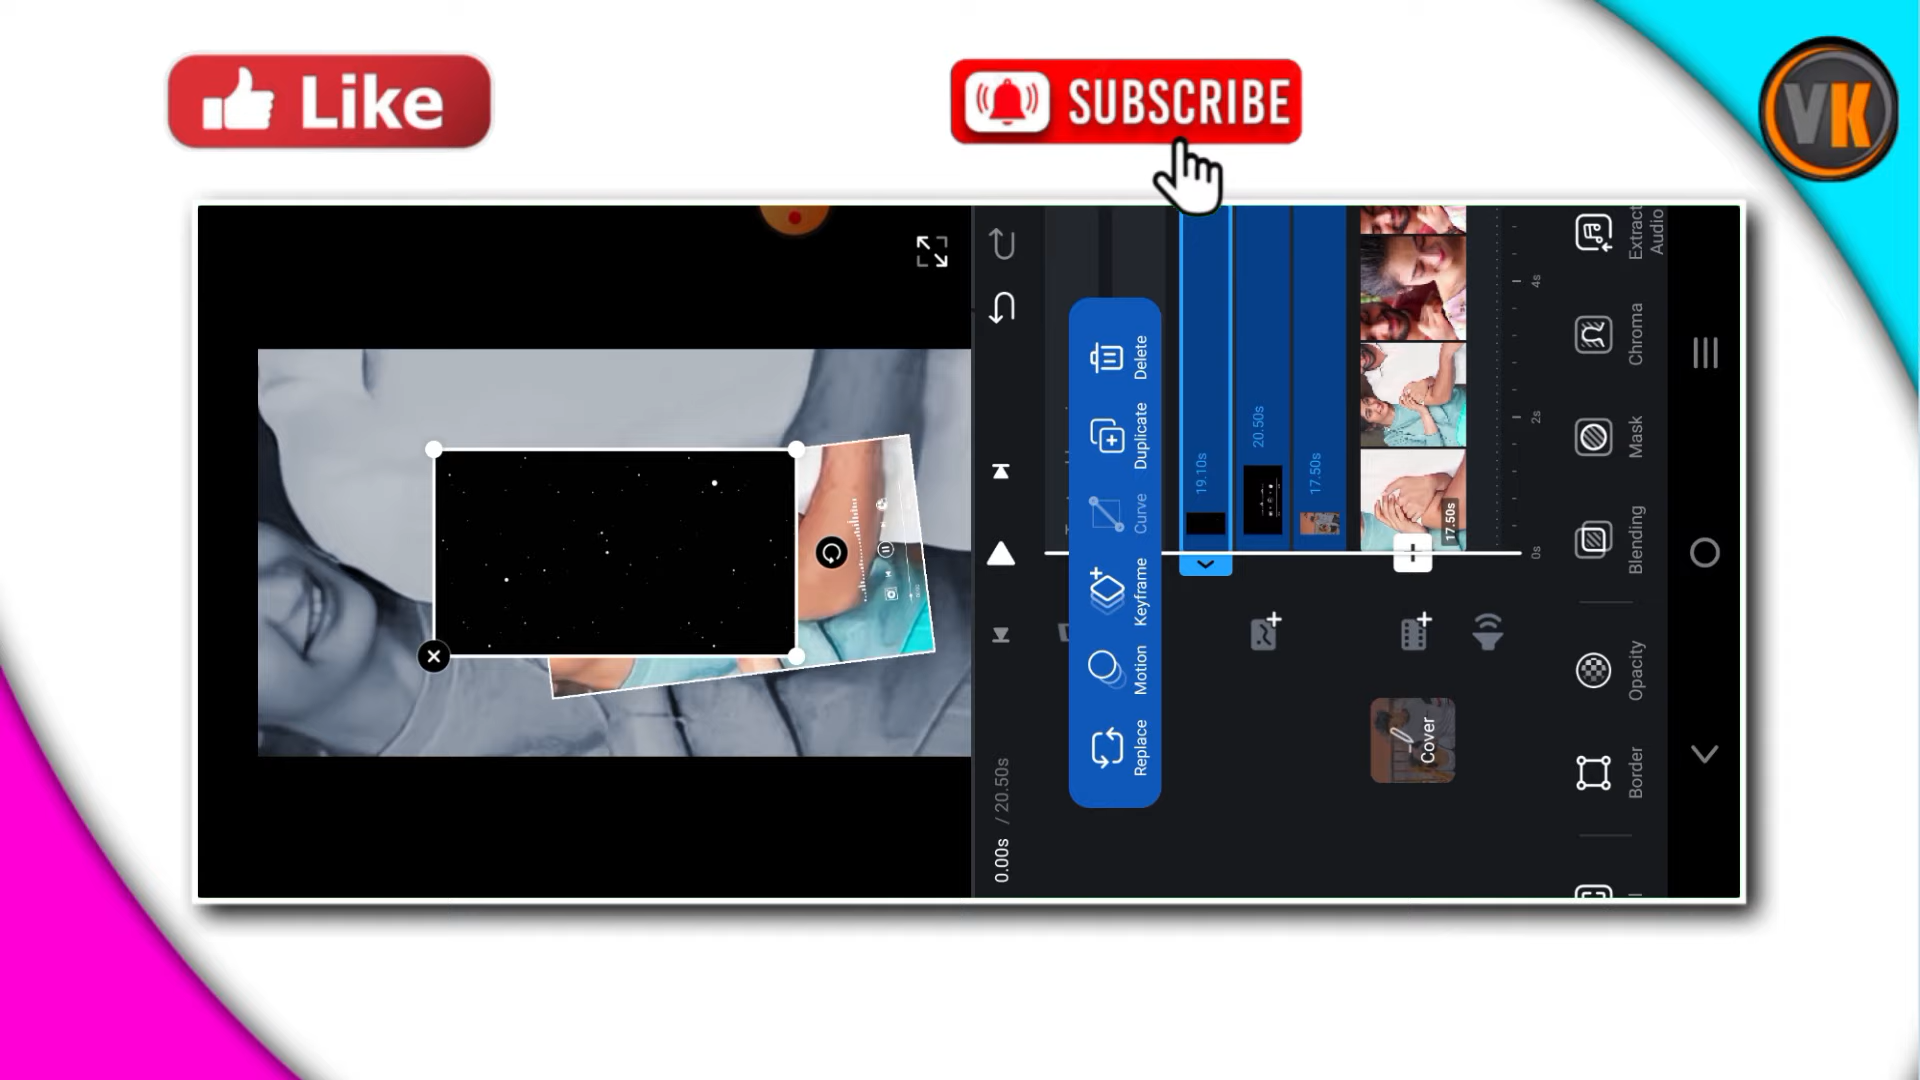 Like
SUBSCRIBE
VK
Delete
Duplicate
Curve
Keyframe
Motion
Replace
19.10s
20.50s
17.50s
17.50s
4s
2s
0s
Cover
0.00s / 20.50s
Extract
Audio
Chroma
Mask
Blending
Opacity
Border